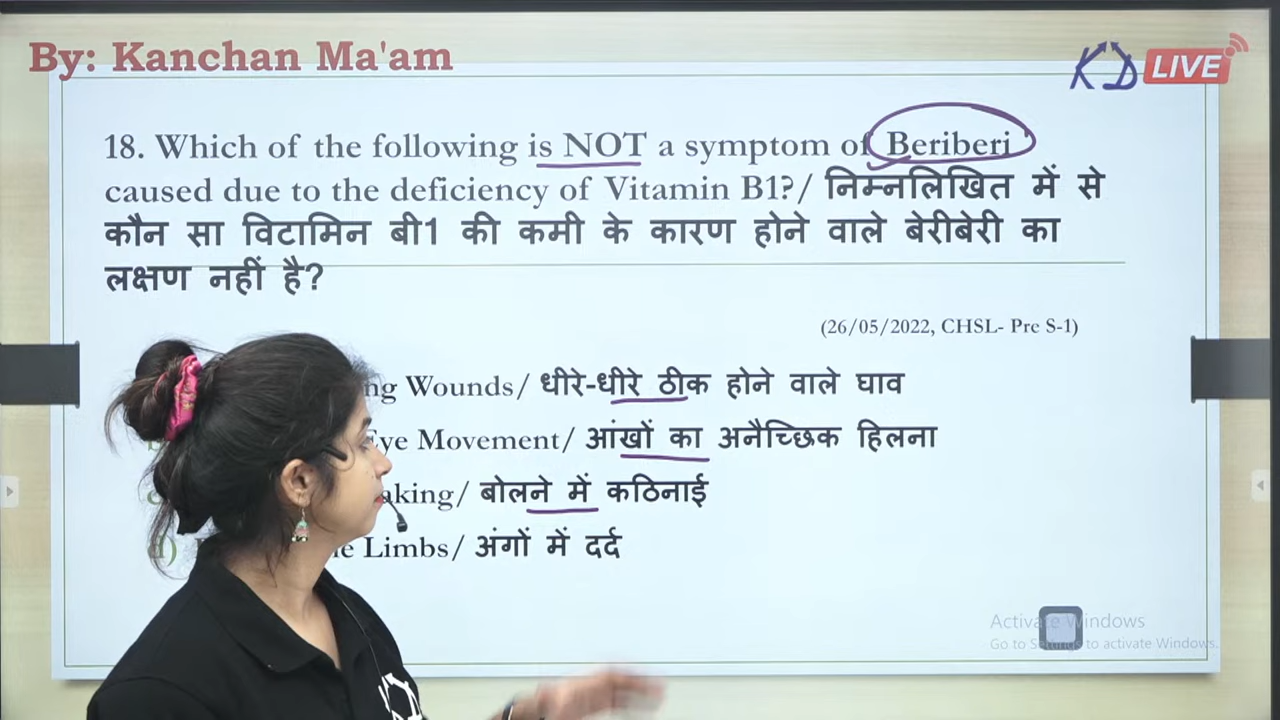 By: Kanchan Ma'am
KD LIVE
18. Which of the following is NOT a symptom of Beriberi
caused due to the deficiency of Vitamin B1?/ निम्नलिखित में से
कौन सा विटामिन बी1 की कमी के कारण होने वाले बेरीबेरी का
लक्षण नहीं है?
(26/05/2022, CHSL- Pre S-1)
Wounds/ धीरे-धीरे ठीक होने वाले घाव
Eye Movement/ आंखों का अनैच्छिक हिलना
बोलने में कठिनाई
d) Limbs/ अंगों में दर्द
Activate Windows
Go to Settings to activate Windows.